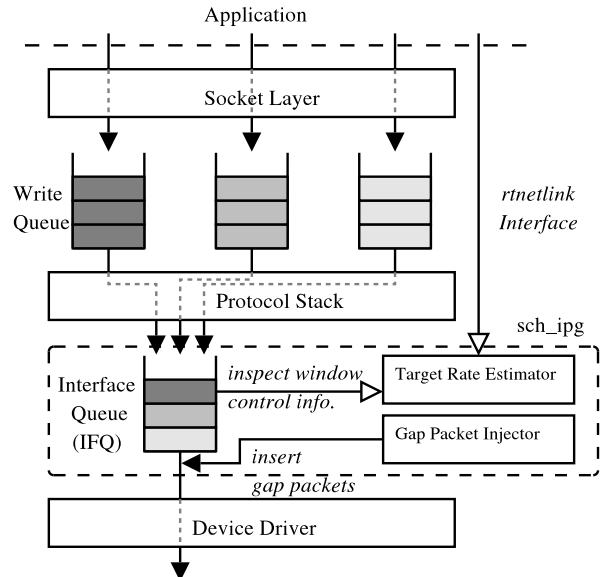 Application
Socket Layer
Write
Queue
rtnetlink
Interface
Protocol Stack
sch_ipg
Interface
Queue
(IFQ)
inspect window
control info.
Target Rate Estimator
Gap Packet Injector
insert
gap packets
Device Driver